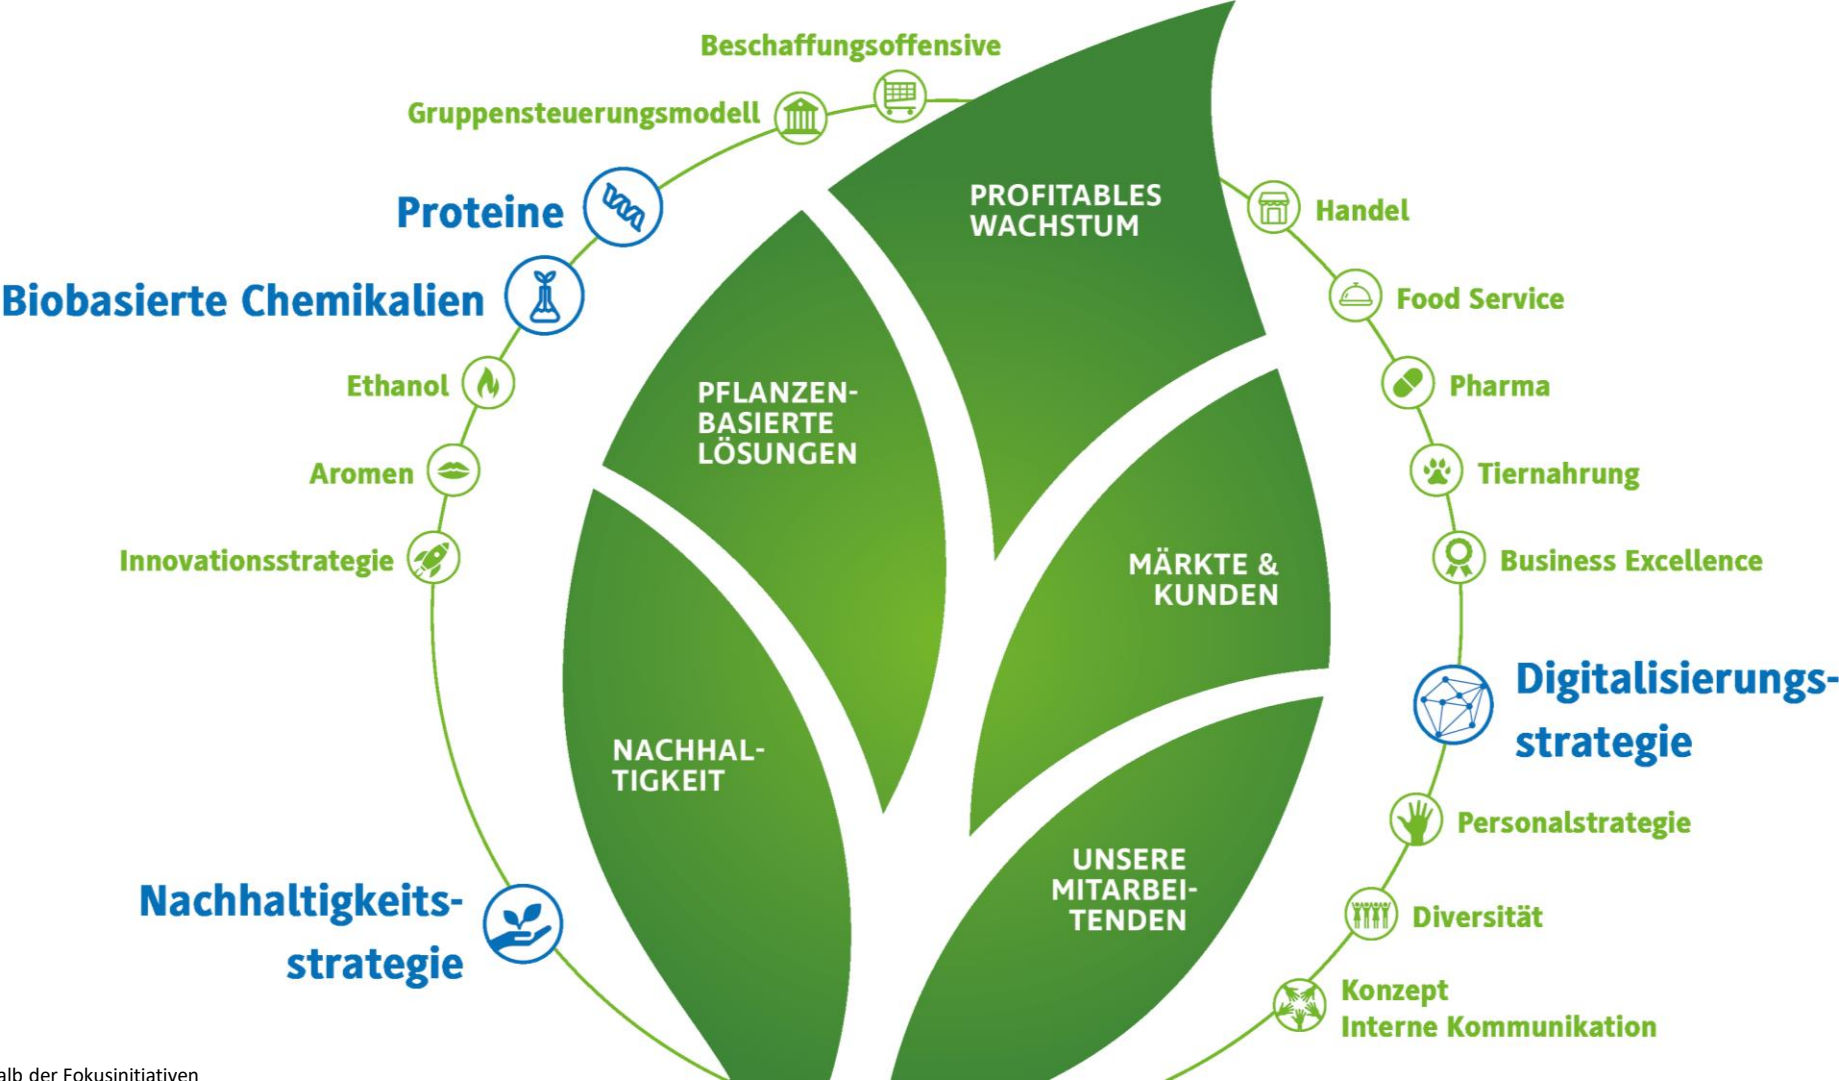 Beschaffungsoffensive
Gruppensteuerungsmodell
Proteine
Biobasierte Chemikalien
Ethanol
Aromen
Innovationsstrategie
Nachhaltigkeits-
strategie
PROFITABLES
WACHSTUM
PFLANZEN-
BASIERTE
LÖSUNGEN
MÄRKTE &
KUNDEN
NACHHAL-
TIGKEIT
UNSERE
MITARBEI-
TENDEN
Handel
Food Service
Pharma
Tiernahrung
Business Excellence
Digitalisierungs-
strategie
Personalstrategie
Diversität
Konzept
Interne Kommunikation
der Fokusinitiativen